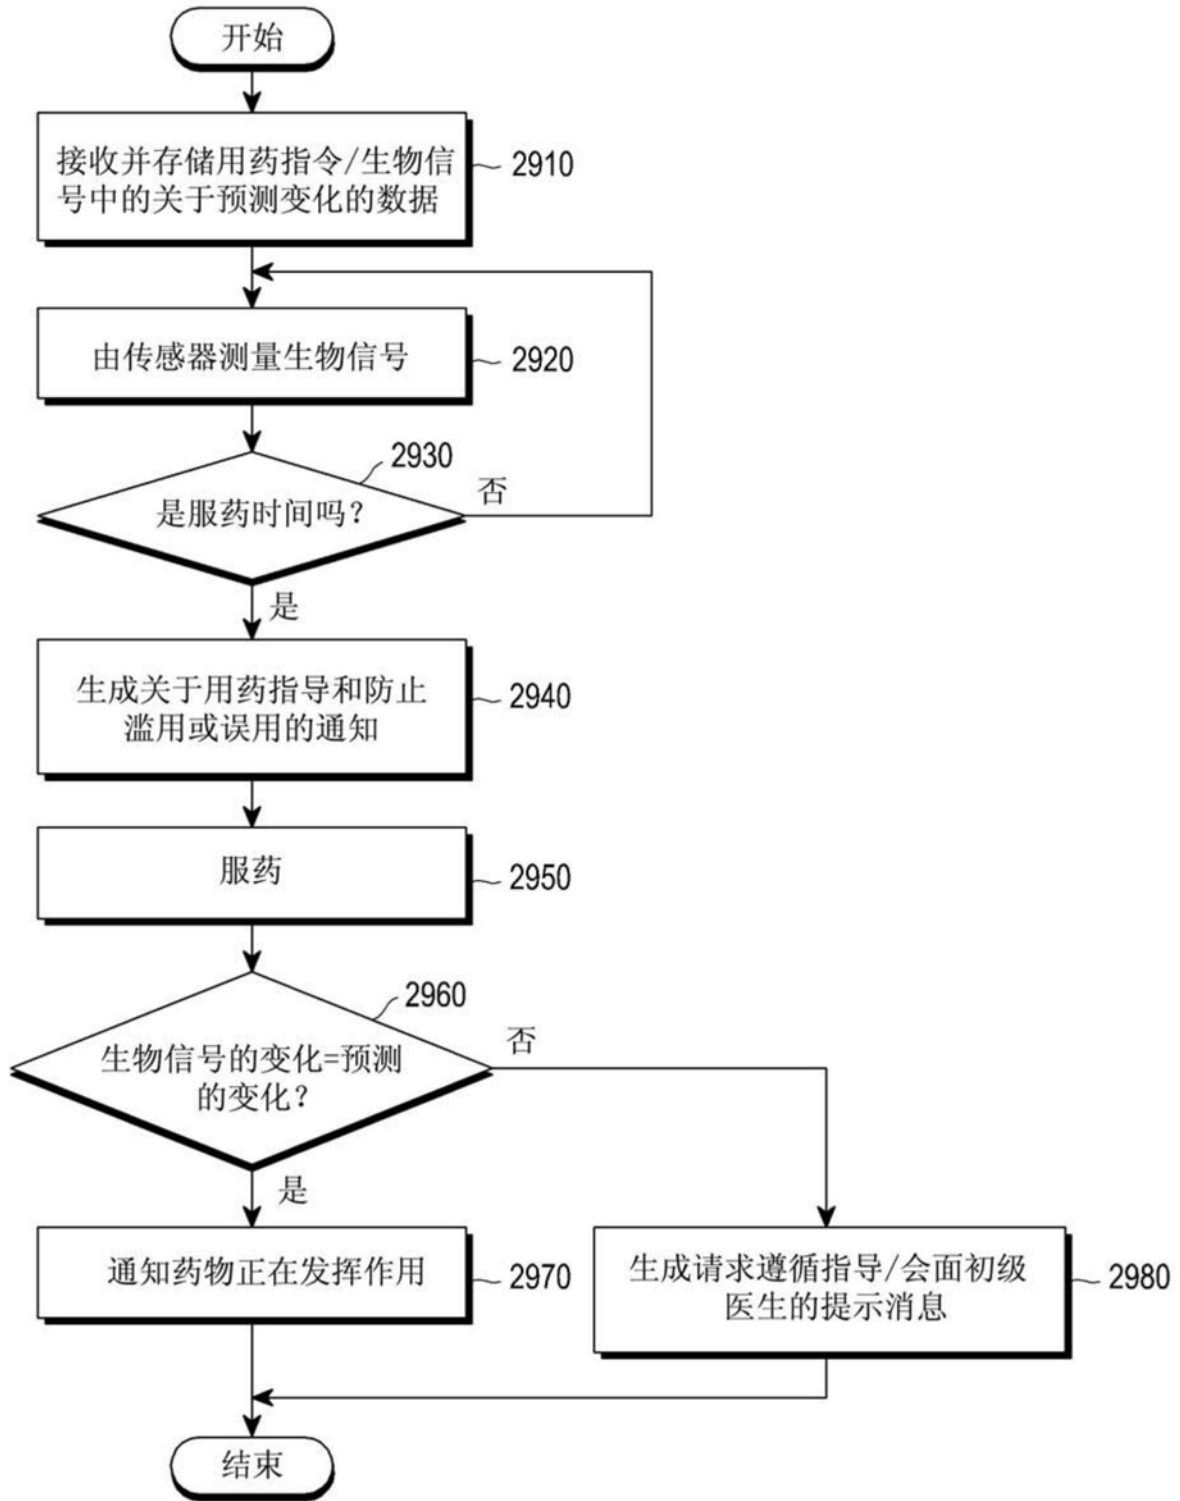 开始
接收并存储用药指令/生物信
号中的关于预测变化的数据
2910
由传感器测量生物信号
2920
2930
是服药时间吗？
否
是
生成关于用药指导和防止
滥用或误用的通知
2940
服药
2950
2960
否
生物信号的变化=预测
的变化？
是
通知药物正在发挥作用
2970
生成请求遵循指导/会面初级
医生的提示消息
2980
结束